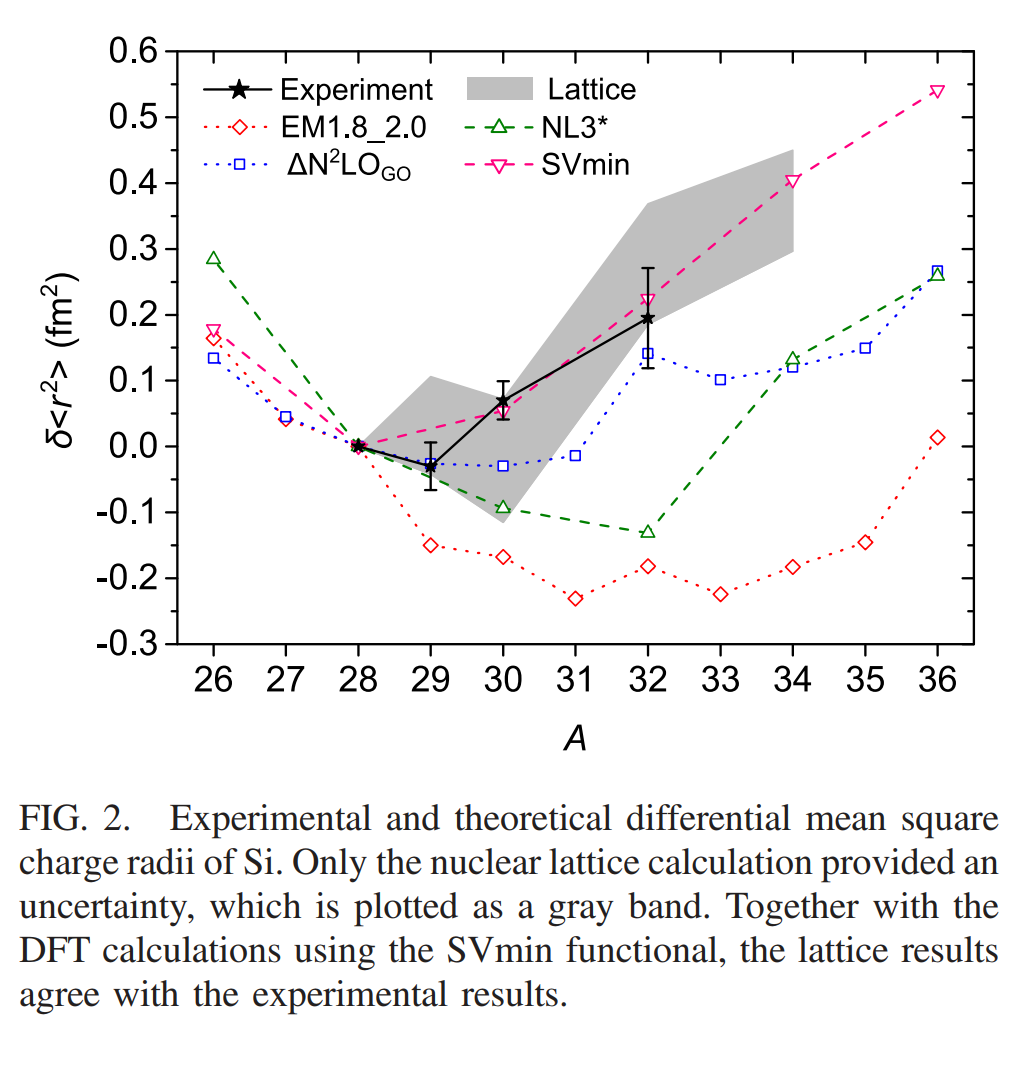 0.6
0.5
0.4
0.3
0.2
0.1
0.0
-0.1
-0.2
-0.3
δ<r²> (fm²)
Experiment
Lattice
EM1.8_2.0
NL3*
ΔN²LO_GO
SVmin
26 27 28 29 30 31 32 33 34 35 36
A
FIG. 2. Experimental and theoretical differential mean square
charge radii of Si. Only the nuclear lattice calculation provided an
uncertainty, which is plotted as a gray band. Together with the
DFT calculations using the SVmin functional, the lattice results
agree with the experimental results.